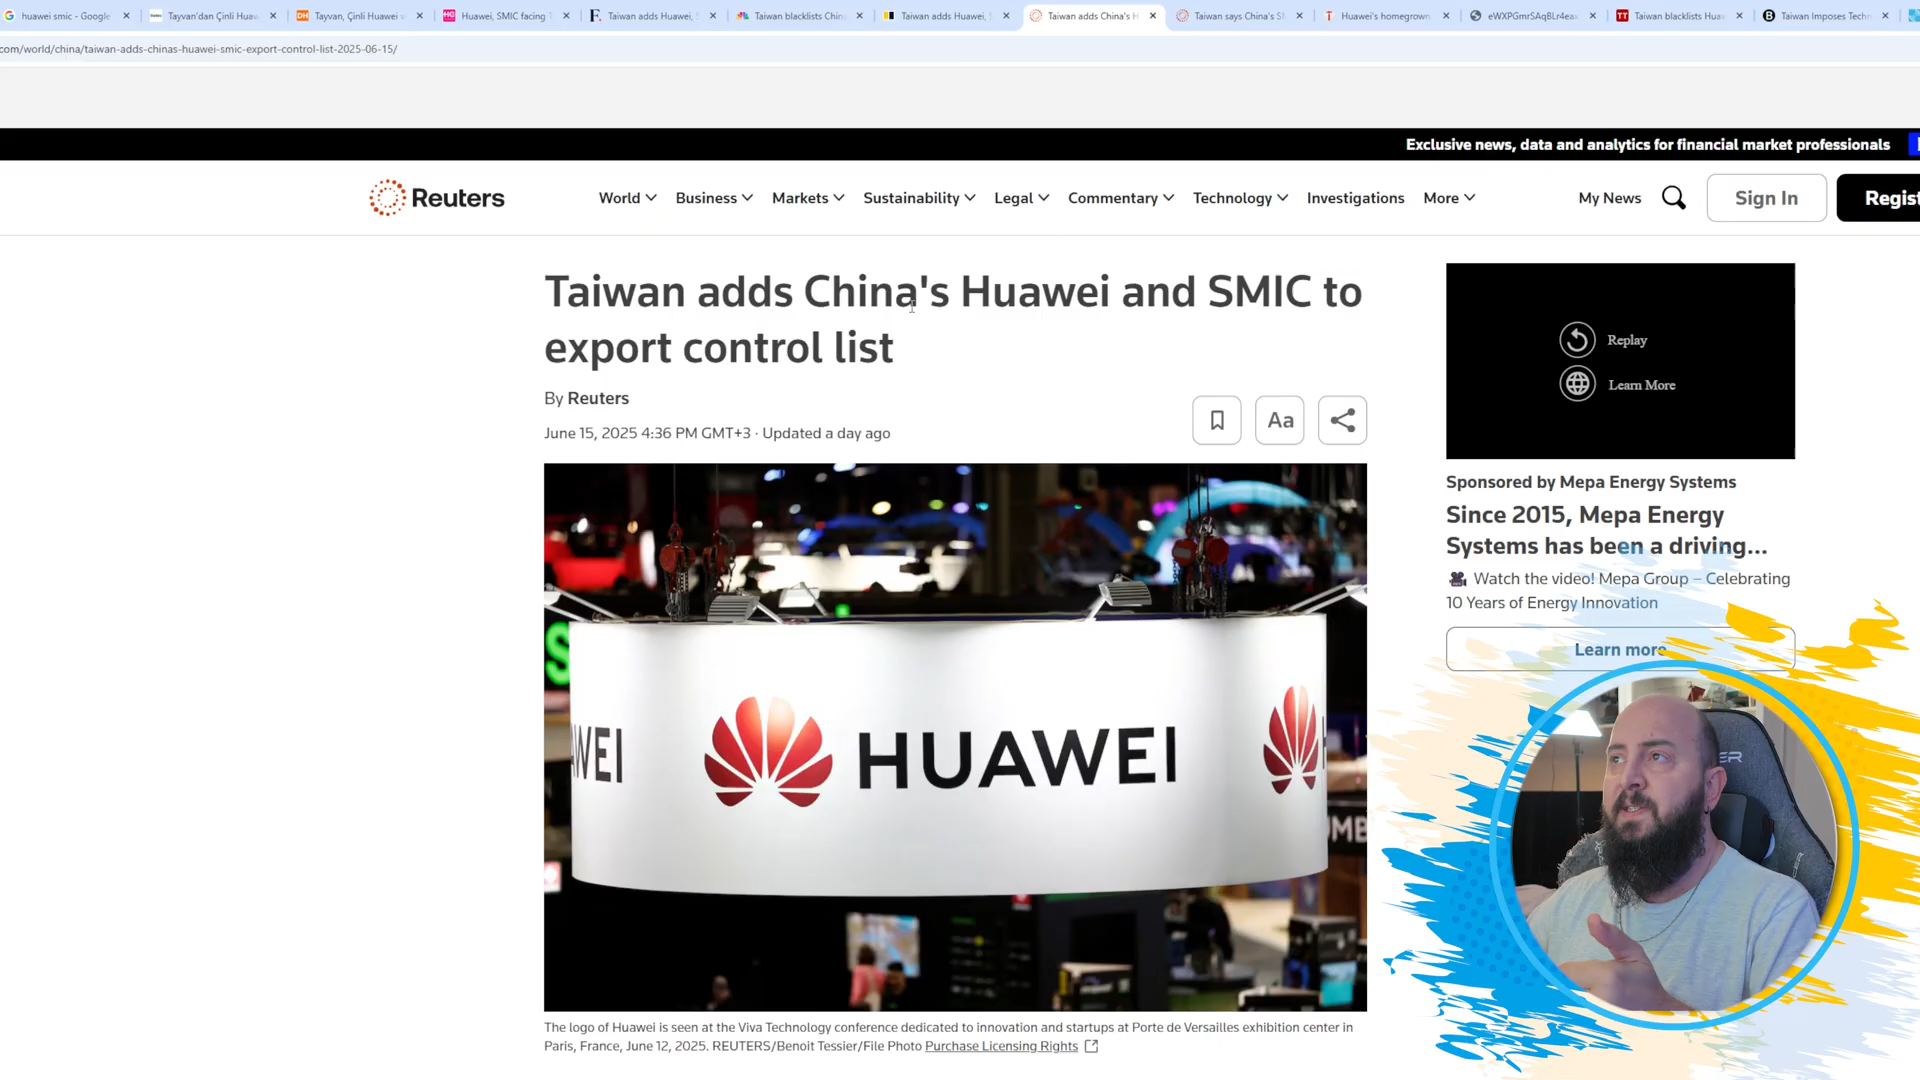 huawei smic - Google
Tayvan'dan Çinli Huaw
Tayvan, Çinli Huawei v
Huawei, SMIC facing T
Taiwan adds Huawei, S
Taiwan blacklists China
Taiwan adds Huawei, S
Taiwan adds China's H
Taiwan says China's SM
Huawei's homegrown
eWXPGmrSAqBLr4eax
Taiwan blacklists Huaw
Taiwan Imposes Techn
com/world/china/taiwan-adds-chinas-huawei-smic-export-control-list-2025-06-15/
Exclusive news, data and analytics for financial market professionals
Reuters
World
Business
Markets
Sustainability
Legal
Commentary
Technology
Investigations
More
My News
Sign In
Regist
Taiwan adds China's Huawei and SMIC to
export control list
By Reuters
June 15, 2025 4:36 PM GMT+3 · Updated a day ago
Aa
HUAWEI
AWEI
The logo of Huawei is seen at the Viva Technology conference dedicated to innovation and startups at Porte de Versailles exhibition center in
Paris, France, June 12, 2025. REUTERS/Benoit Tessier/File Photo Purchase Licensing Rights
Replay
Learn More
Sponsored by Mepa Energy Systems
Since 2015, Mepa Energy
Systems has been a driving...
Watch the video! Mepa Group – Celebrating
10 Years of Energy Innovation
Learn more